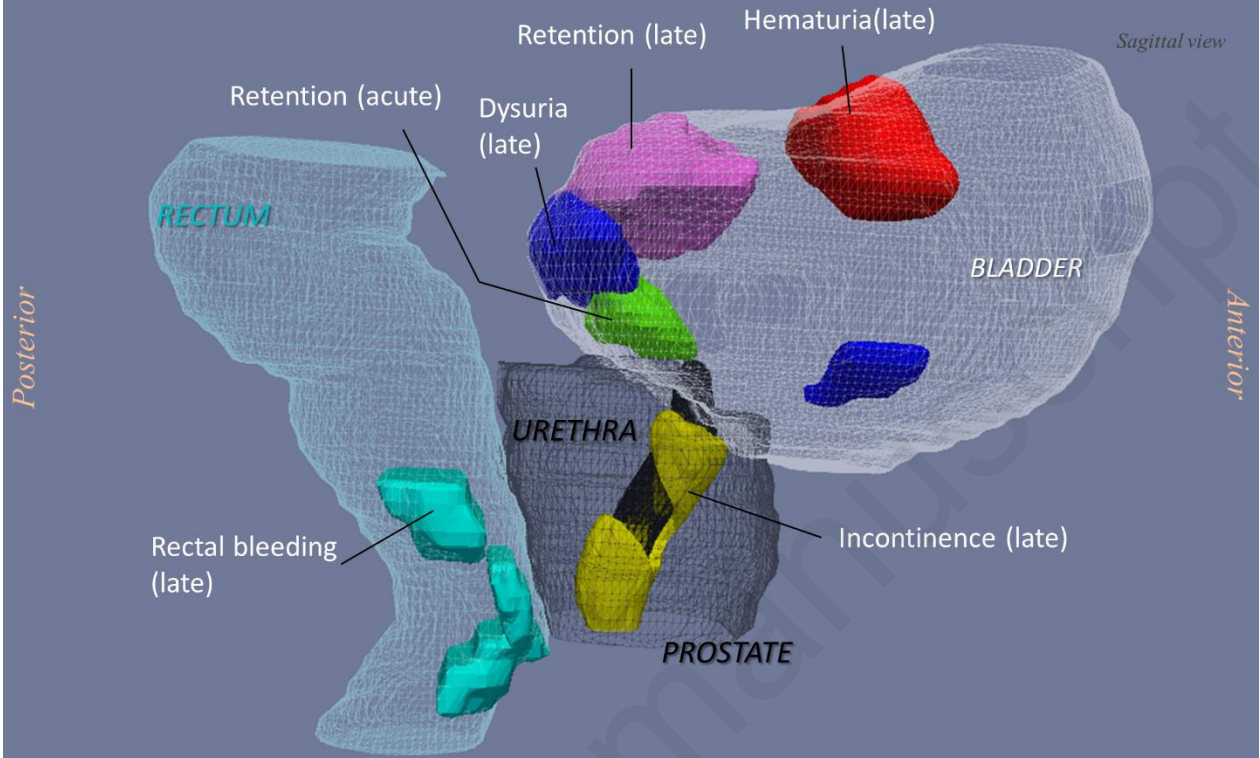 Hematuria(late)
Retention (late)
Sagittal view
Retention (acute)
Dysuria
(late)
RECTUM
BLADDER
Posterior
Anterior
URETHRA
Rectal bleeding
(late)
Incontinence (late)
PROSTATE
manuscript